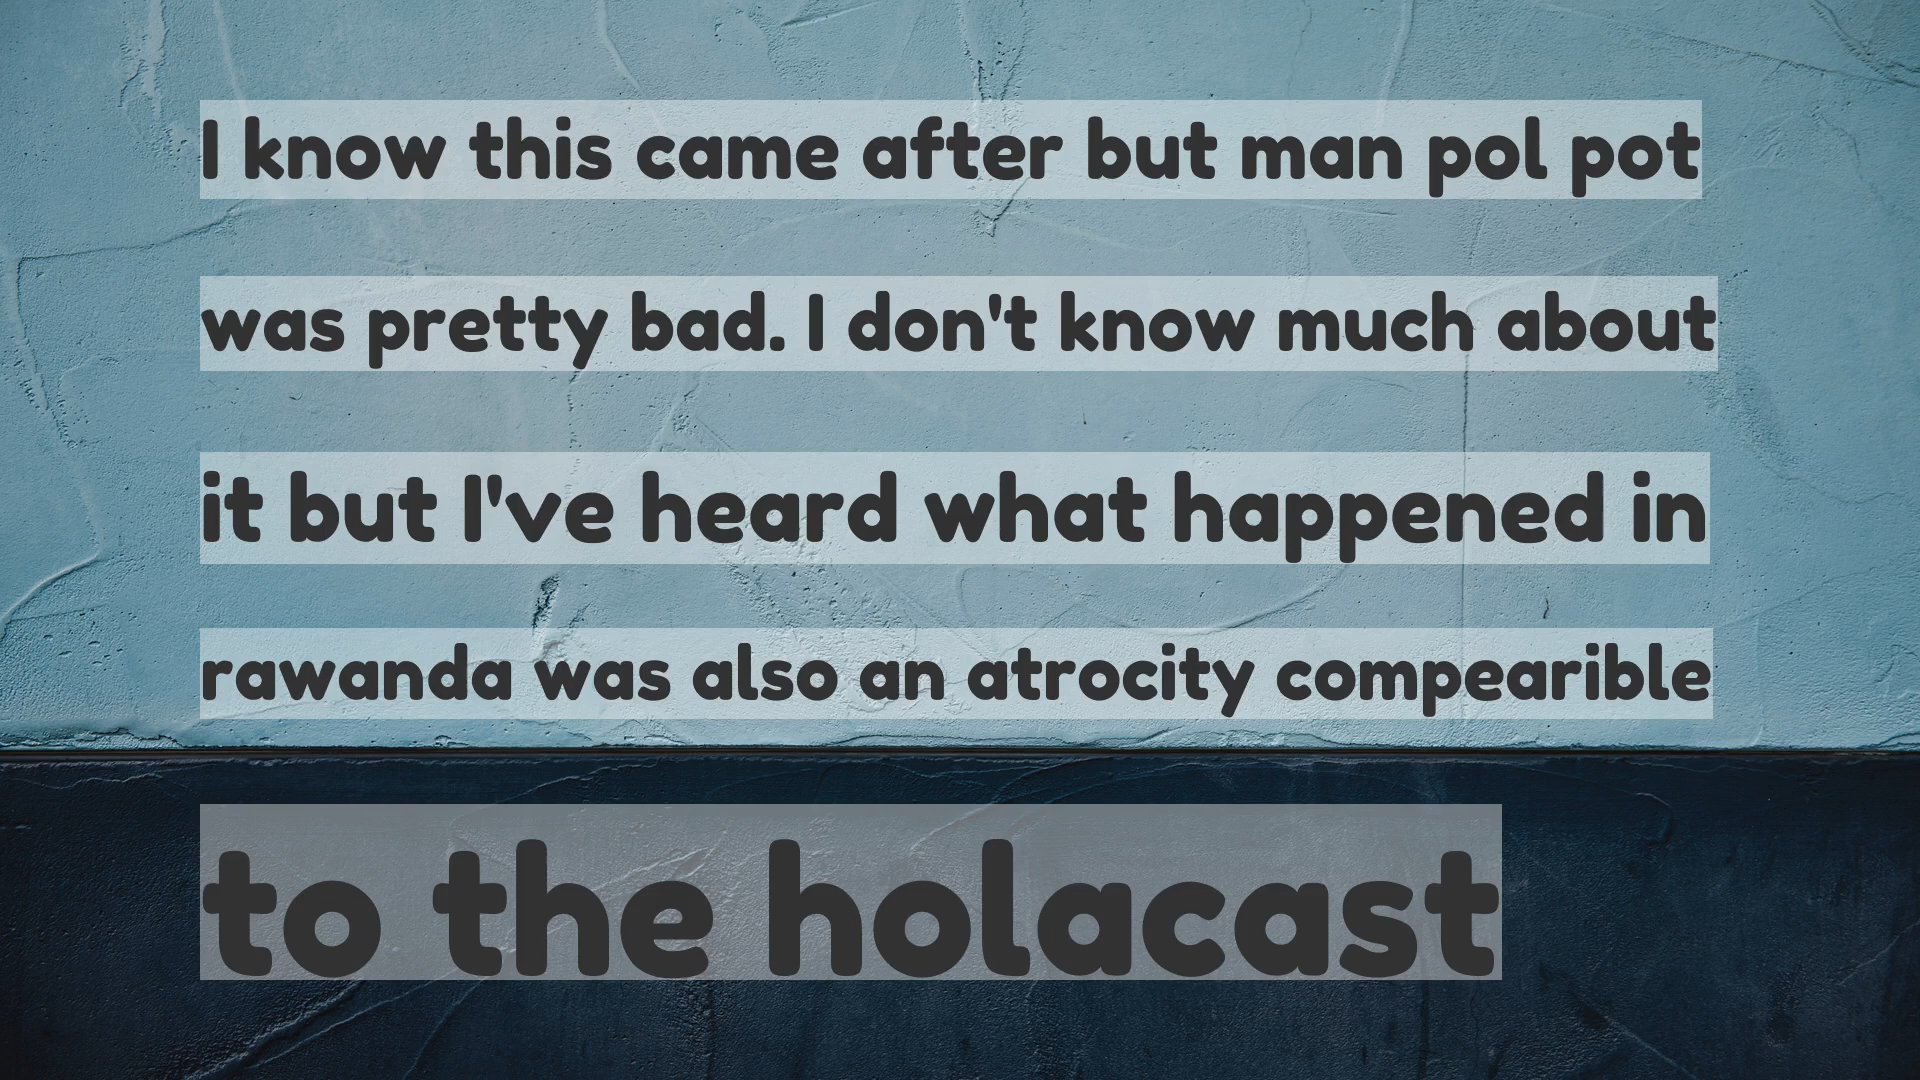 I know this came after but man pol pot
was pretty bad. I don't know much about
it but I've heard what happened in
rawanda was also an atrocity compearible
to the holacast